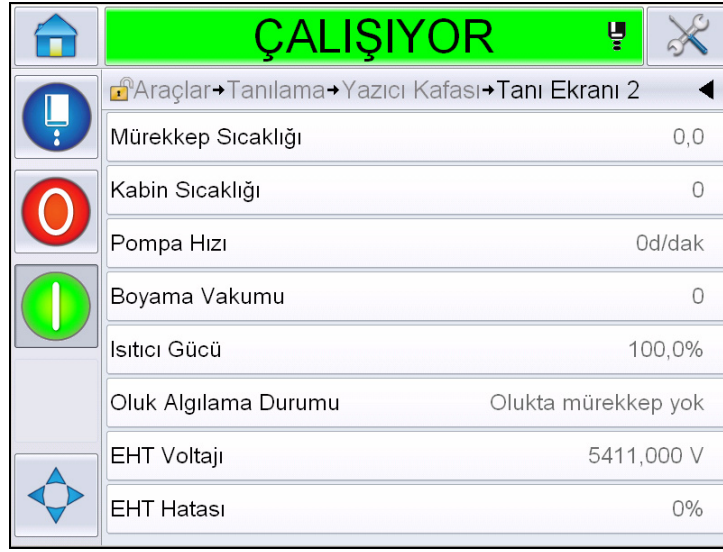 ÇALIŞIYOR
Araçlar→Tanılama→Yazıcı Kafası→Tanı Ekranı 2
Mürekkep Sıcaklığı 0,0
Kabin Sıcaklığı 0
Pompa Hızı 0d/dak
Boyama Vakumu 0
Isıtıcı Gücü 100,0%
Oluk Algılama Durumu Olukta mürekkep yok
EHT Voltajı 5411,000 V
EHT Hatası 0%